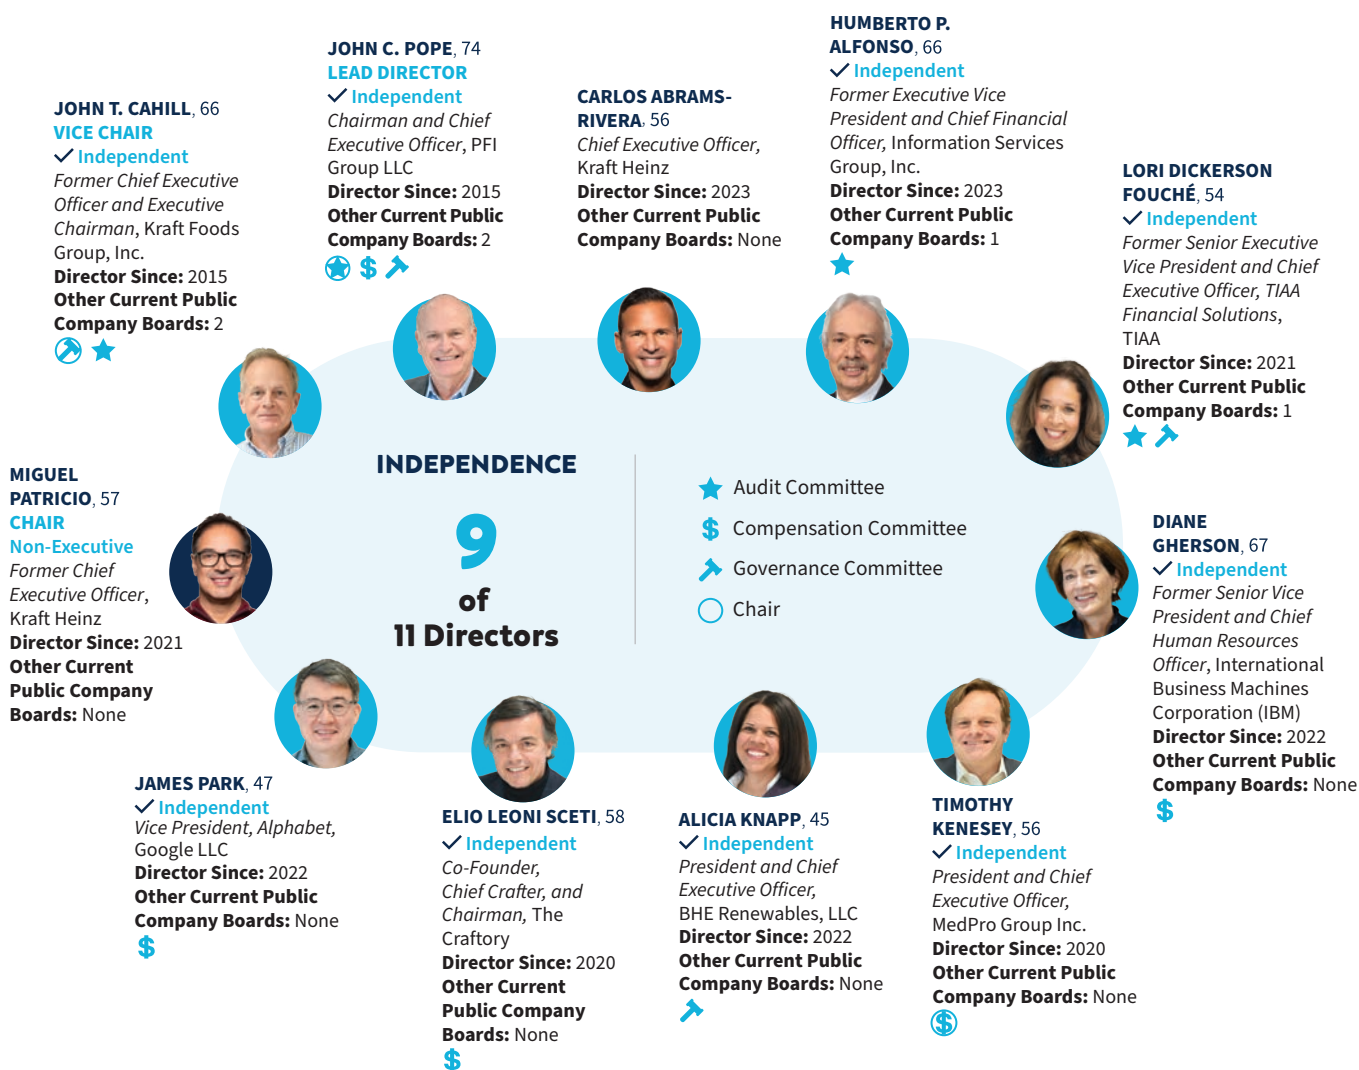 JOHN T. CAHILL, 66
VICE CHAIR
Independent
Former Chief Executive
Officer and Executive
Chairman, Kraft Foods
Group, Inc.
Director Since: 2015
Other Current Public
Company Boards: 2
JOHN C. POPE, 74
LEAD DIRECTOR
Independent
Chairman and Chief
Executive Officer, PFI
Group LLC
Director Since: 2015
Other Current Public
Company Boards: 2
$
CARLOS ABRAMS-
RIVERA, 56
Chief Executive Officer,
Kraft Heinz
Director Since: 2023
Other Current Public
Company Boards: None
HUMBERTO P.
ALFONSO, 66
Independent
Former Executive Vice
President and Chief Financial
Officer, Information Services
Group, Inc.
Director Since: 2023
Other Current Public
Company Boards: 1
LORI DICKERSON
FOUCHÉ, 54
Independent
Former Senior Executive
Vice President and Chief
Executive Officer, TIAA
Financial Solutions,
TIAA
Director Since: 2021
Other Current Public
Company Boards: 1
MIGUEL
PATRICIO, 57
CHAIR
Non-Executive
Former Chief
Executive Officer,
Kraft Heinz
Director Since: 2021
Other Current
Public Company
Boards: None
INDEPENDENCE
9
of
11 Directors
Audit Committee
$ Compensation Committee
Governance Committee
Chair
DIANE
GHERSON, 67
Independent
Former Senior Vice
President and Chief
Human Resources
Officer, International
Business Machines
Corporation (IBM)
Director Since: 2022
Other Current Public
Company Boards: None
$
JAMES PARK, 47
Independent
Vice President, Alphabet,
Google LLC
Director Since: 2022
Other Current Public
Company Boards: None
$
ELIO LEONI SCETI, 58
Independent
Co-Founder,
Chief Crafter, and
Chairman, The
Craftory
Director Since: 2020
Other Current
Public Company
Boards: None
$
ALICIA KNAPP, 45
Independent
President and Chief
Executive Officer,
BHE Renewables, LLC
Director Since: 2022
Other Current Public
Company Boards: None
TIMOTHY
KENESEY, 56
Independent
President and Chief
Executive Officer,
MedPro Group Inc.
Director Since: 2020
Other Current Public
Company Boards: None
$